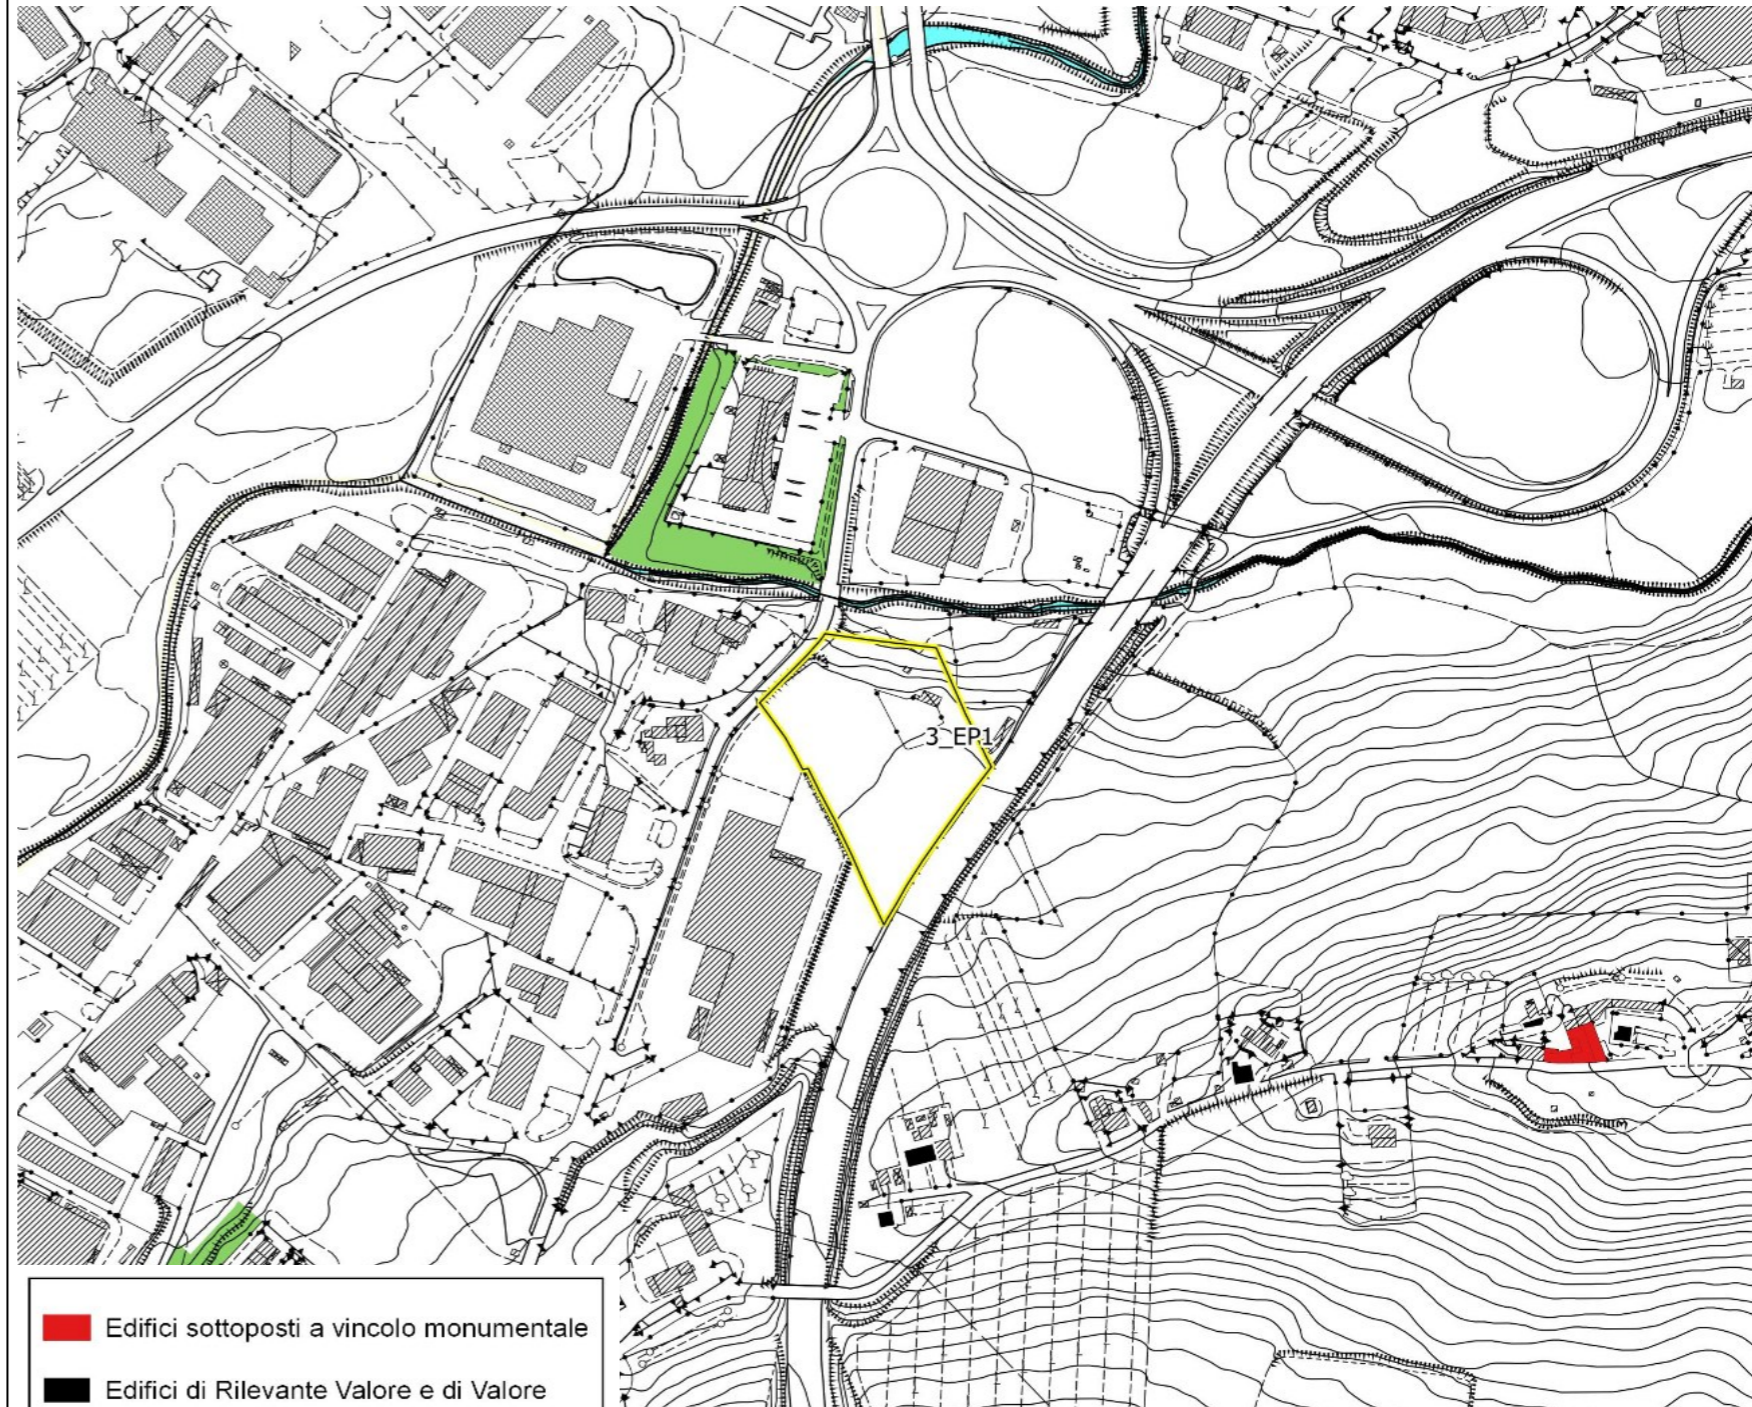 3_EP1
Edifici sottoposti a vincolo monumentale
Edifici di Rilevante Valore e di Valore